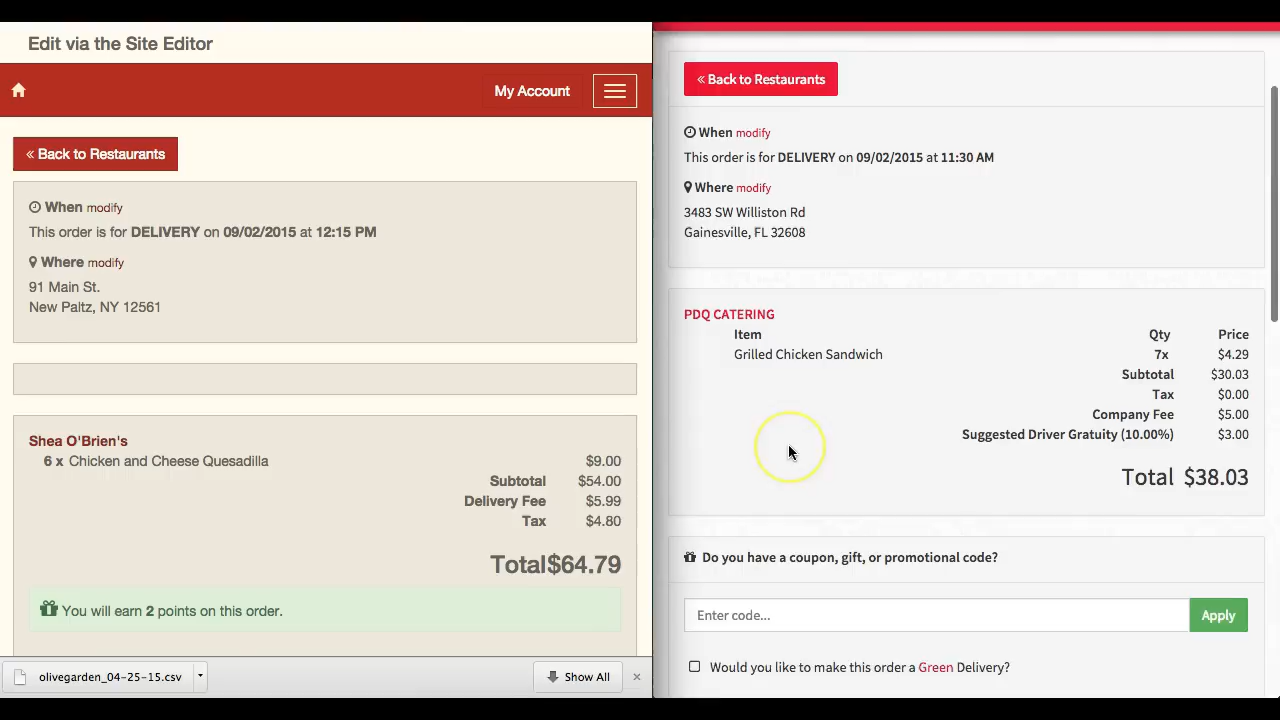 Edit via the Site Editor
My Account
« Back to Restaurants
When modify
This order is for DELIVERY on 09/02/2015 at 12:15 PM
Where modify
91 Main St.
New Paltz, NY 12561
Shea O'Brien's
6 x Chicken and Cheese Quesadilla $9.00
Subtotal $54.00
Delivery Fee $5.99
Tax $4.80
Total$64.79
You will earn 2 points on this order.
olivegarden_04-25-15.csv
Show All
« Back to Restaurants
When modify
This order is for DELIVERY on 09/02/2015 at 11:30 AM
Where modify
3483 SW Williston Rd
Gainesville, FL 32608
PDQ CATERING
Item Qty Price
Grilled Chicken Sandwich 7x $4.29
Subtotal $30.03
Tax $0.00
Company Fee $5.00
Suggested Driver Gratuity (10.00%) $3.00
Total $38.03
Do you have a coupon, gift, or promotional code?
Enter code... Apply
Would you like to make this order a Green Delivery?